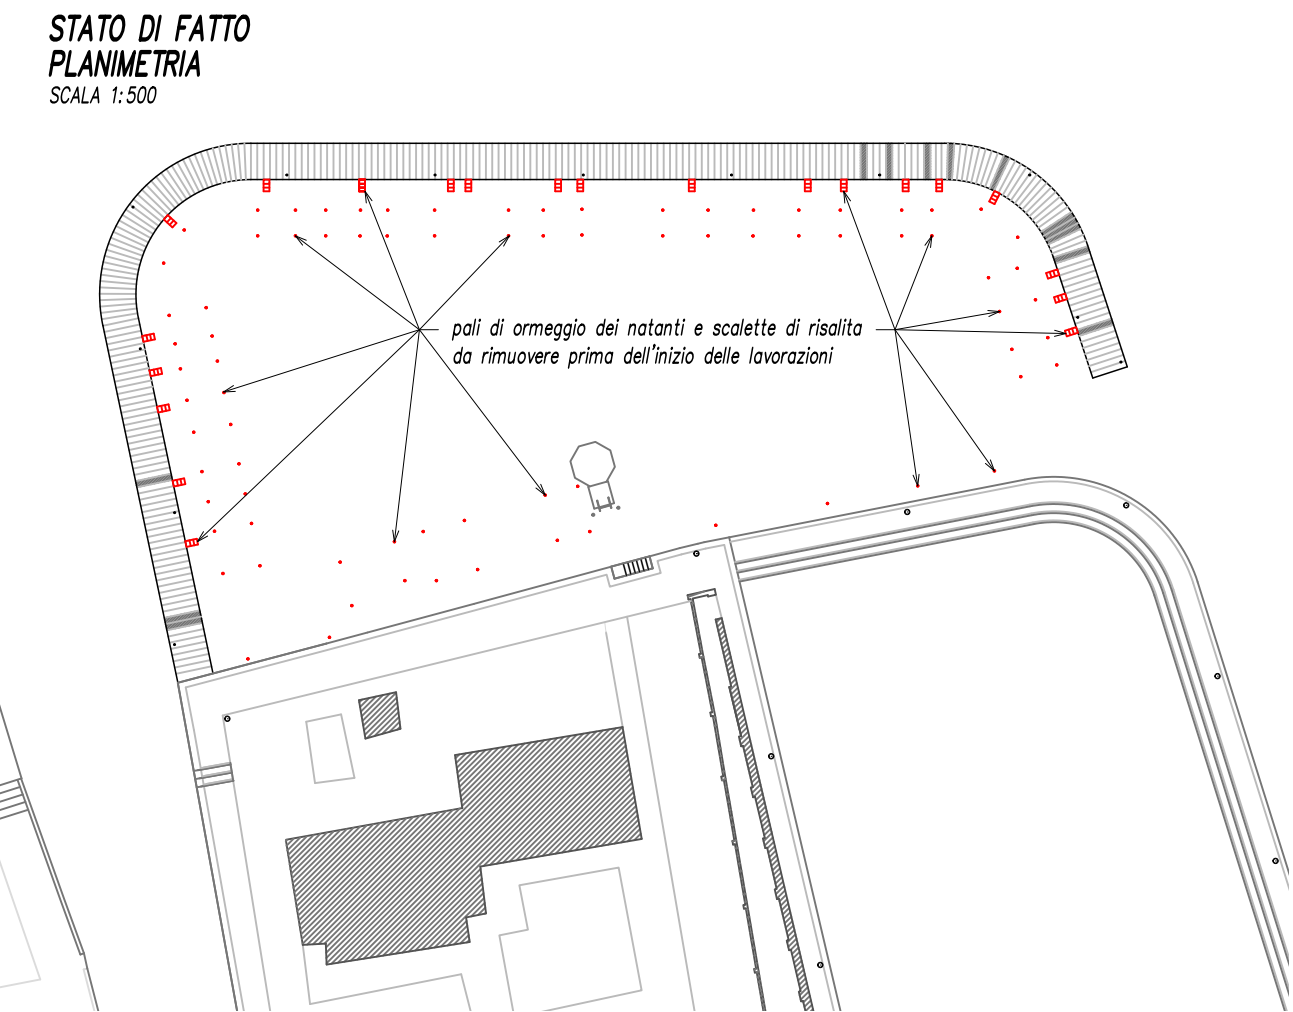 STATO DI FATTO
PLANIMETRIA
SCALA 1:500
pali di ormeggio dei natanti e scalette di risalita
da rimuovere prima dell'inizio delle lavorazioni